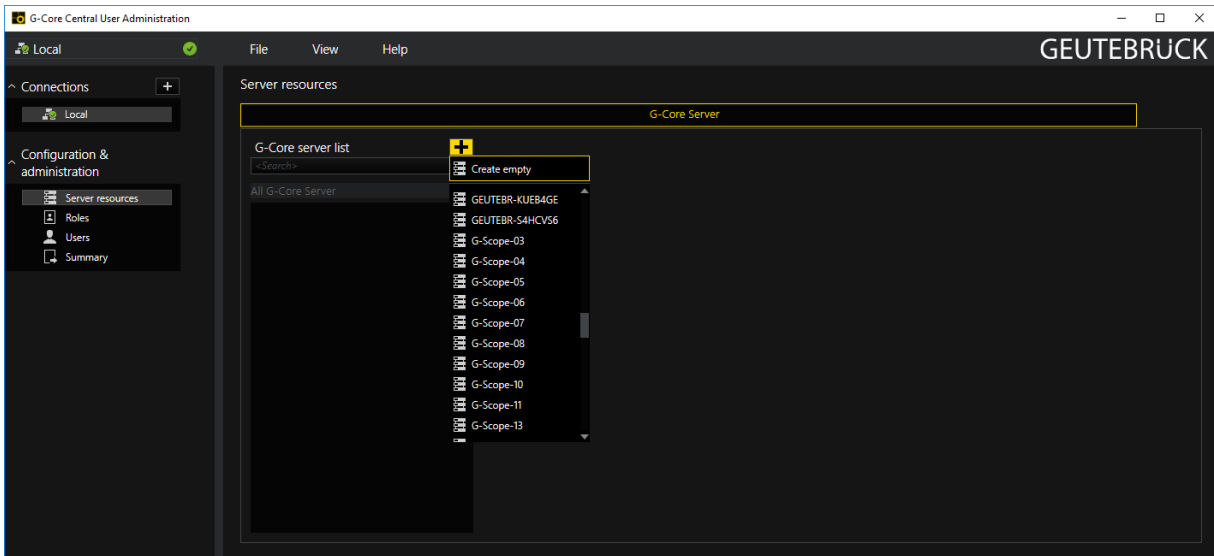 G-Core Central User Administration
Local
File
View
Help
GEUTEBRÜCK
Connections
Local
Configuration &
administration
Server resources
Roles
Users
Summary
Server resources
G-Core Server
G-Core server list
<Search>
All G-Core Server
Create empty
GEUTEBR-KUEB4GE
GEUTEBR-S4HCVS6
G-Scope-03
G-Scope-04
G-Scope-05
G-Scope-06
G-Scope-07
G-Scope-08
G-Scope-09
G-Scope-10
G-Scope-11
G-Scope-13